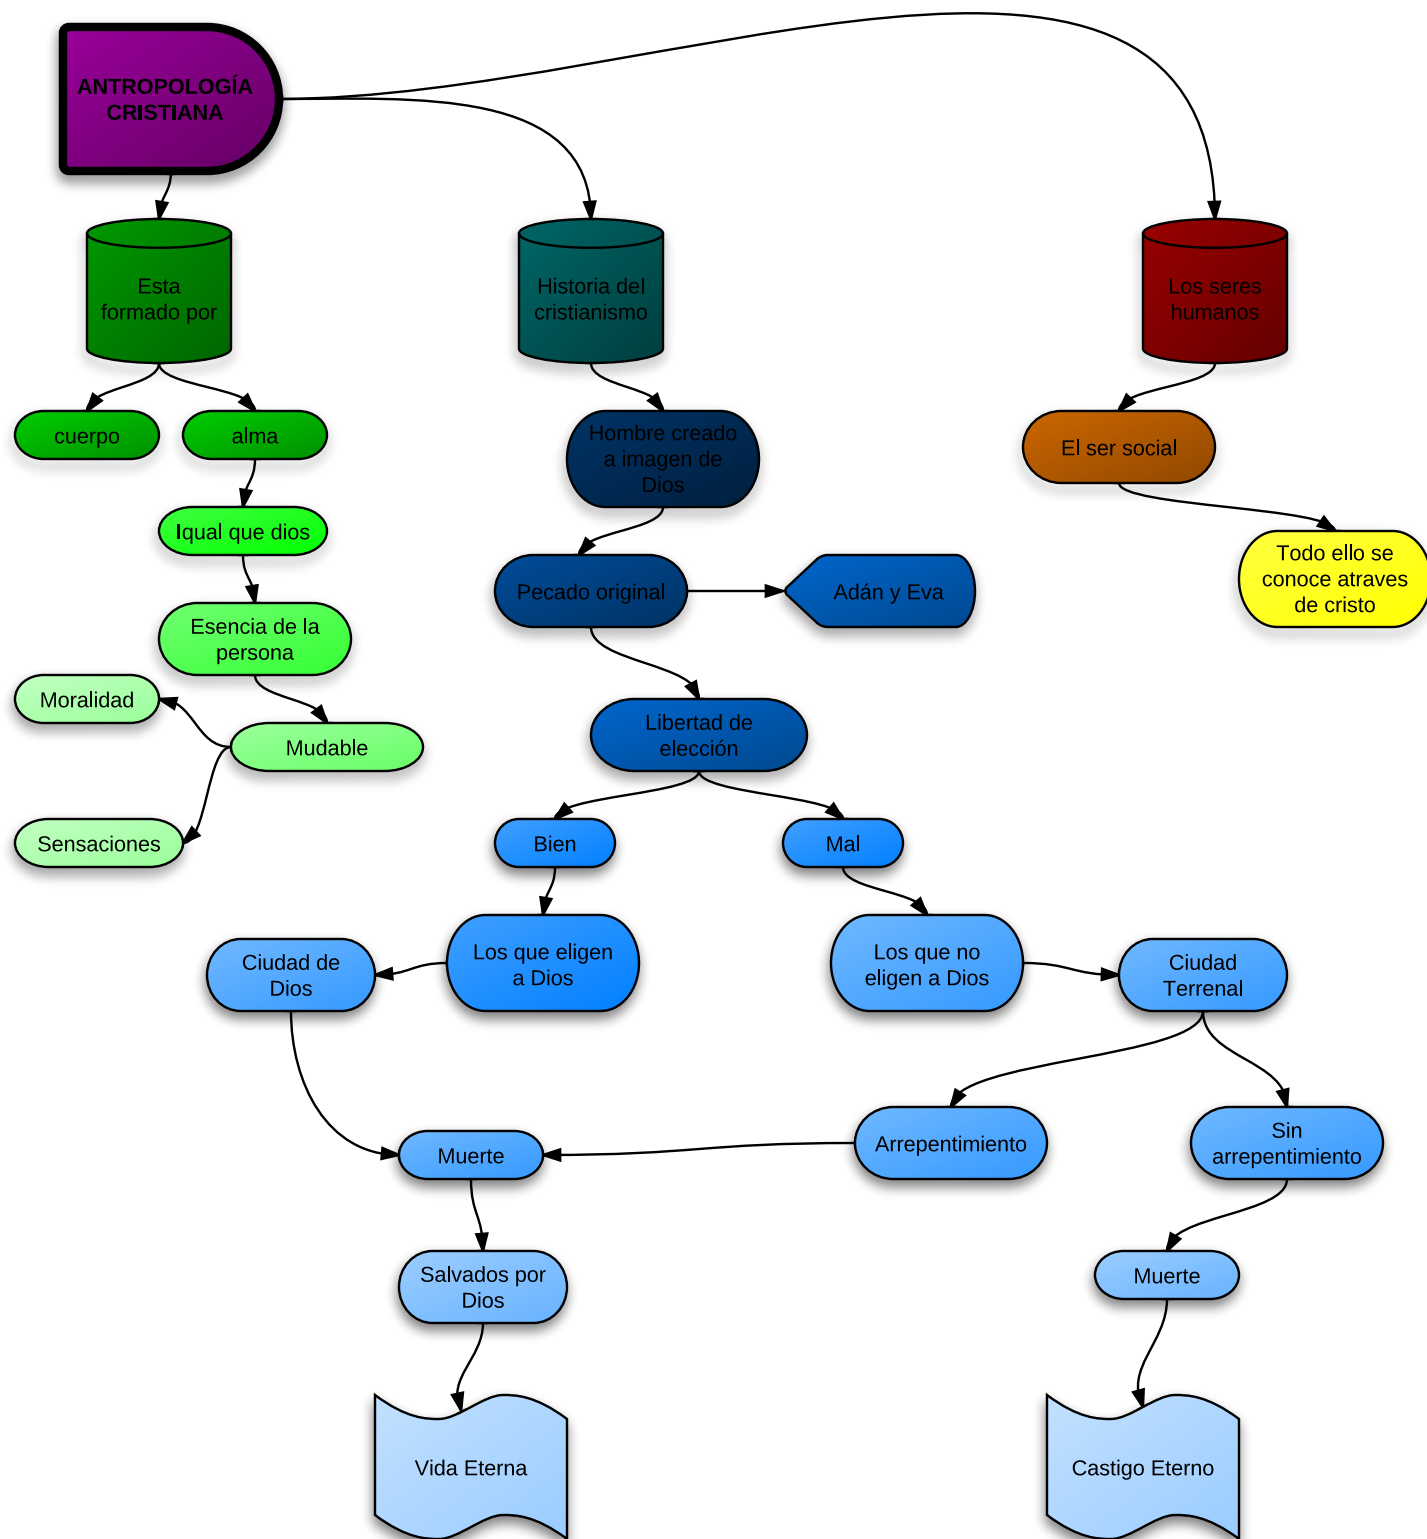 ANTROPOLOGÍA
CRISTIANA
Esta
formado por
Historia del
cristianismo
Los seres
humanos
cuerpo
alma
Hombre creado
a imagen de
Dios
El ser social
Iqual que dios
Todo ello se
conoce atraves
de cristo
Pecado original
Adán y Eva
Esencia de la
persona
Moralidad
Mudable
Libertad de
elección
Sensaciones
Bien
Mal
Ciudad de
Dios
Los que eligen
a Dios
Los que no
eligen a Dios
Ciudad
Terrenal
Muerte
Arrepentimiento
Sin
arrepentimiento
Salvados por
Dios
Muerte
Vida Eterna
Castigo Eterno